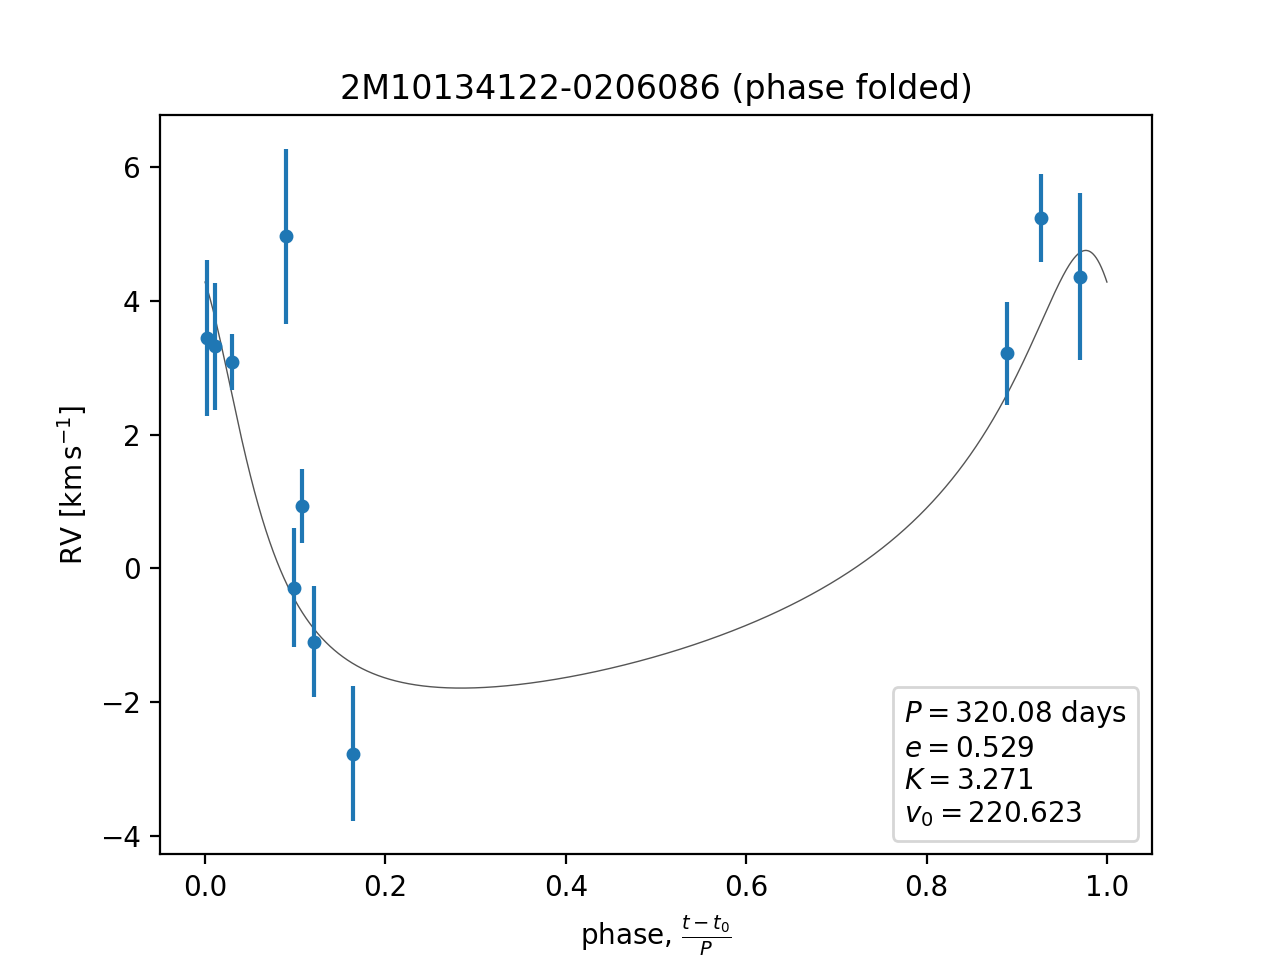 2M10134122-0206086 (phase folded)
RV [km s⁻¹]
6
4
2
0
−2
−4
P = 320.08 days
e = 0.529
K = 3.271
v₀ = 220.623
0.0 0.2 0.4 0.6 0.8 1.0
phase, (t − t₀)/P